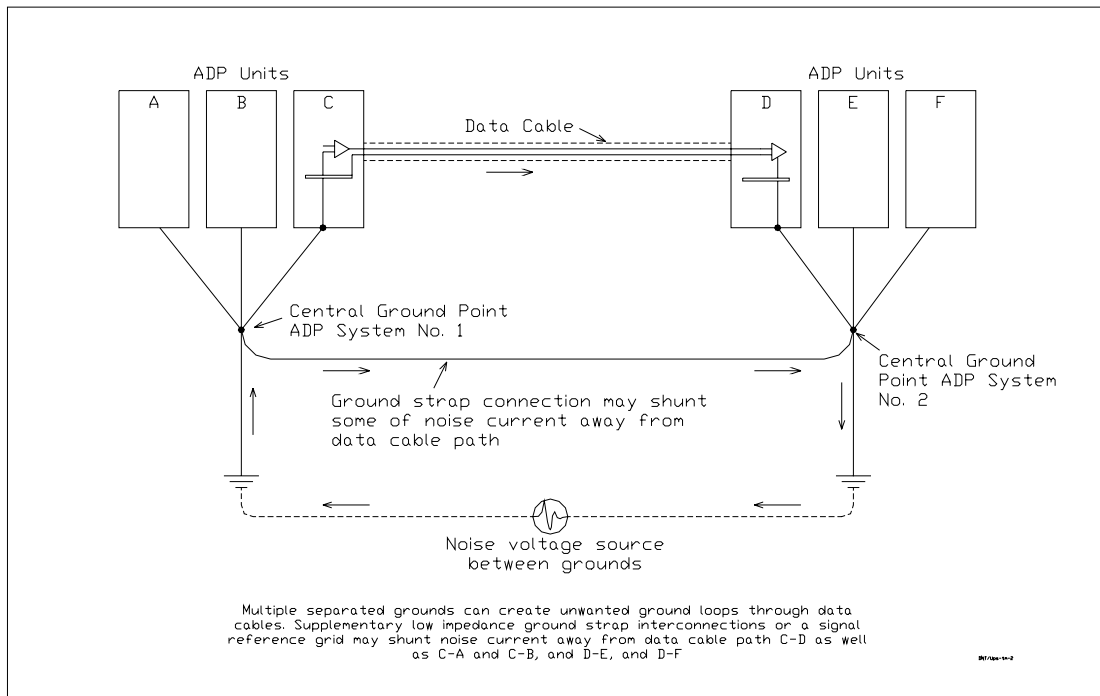 ADP Units
ADP Units
A
B
C
D
E
F
Data Cable
Central Ground Point
ADP System No. 1
Central Ground
Point ADP System
No. 2
Ground strap connection may shunt
some of noise current away from
data cable path
Noise voltage source
between grounds
Multiple separated grounds can create unwanted ground loops through data
cables. Supplementary low impedance ground strap interconnections or a signal
reference grid may shunt noise current away from data cable path C-D as well
as C-A and C-B, and D-E, and D-F